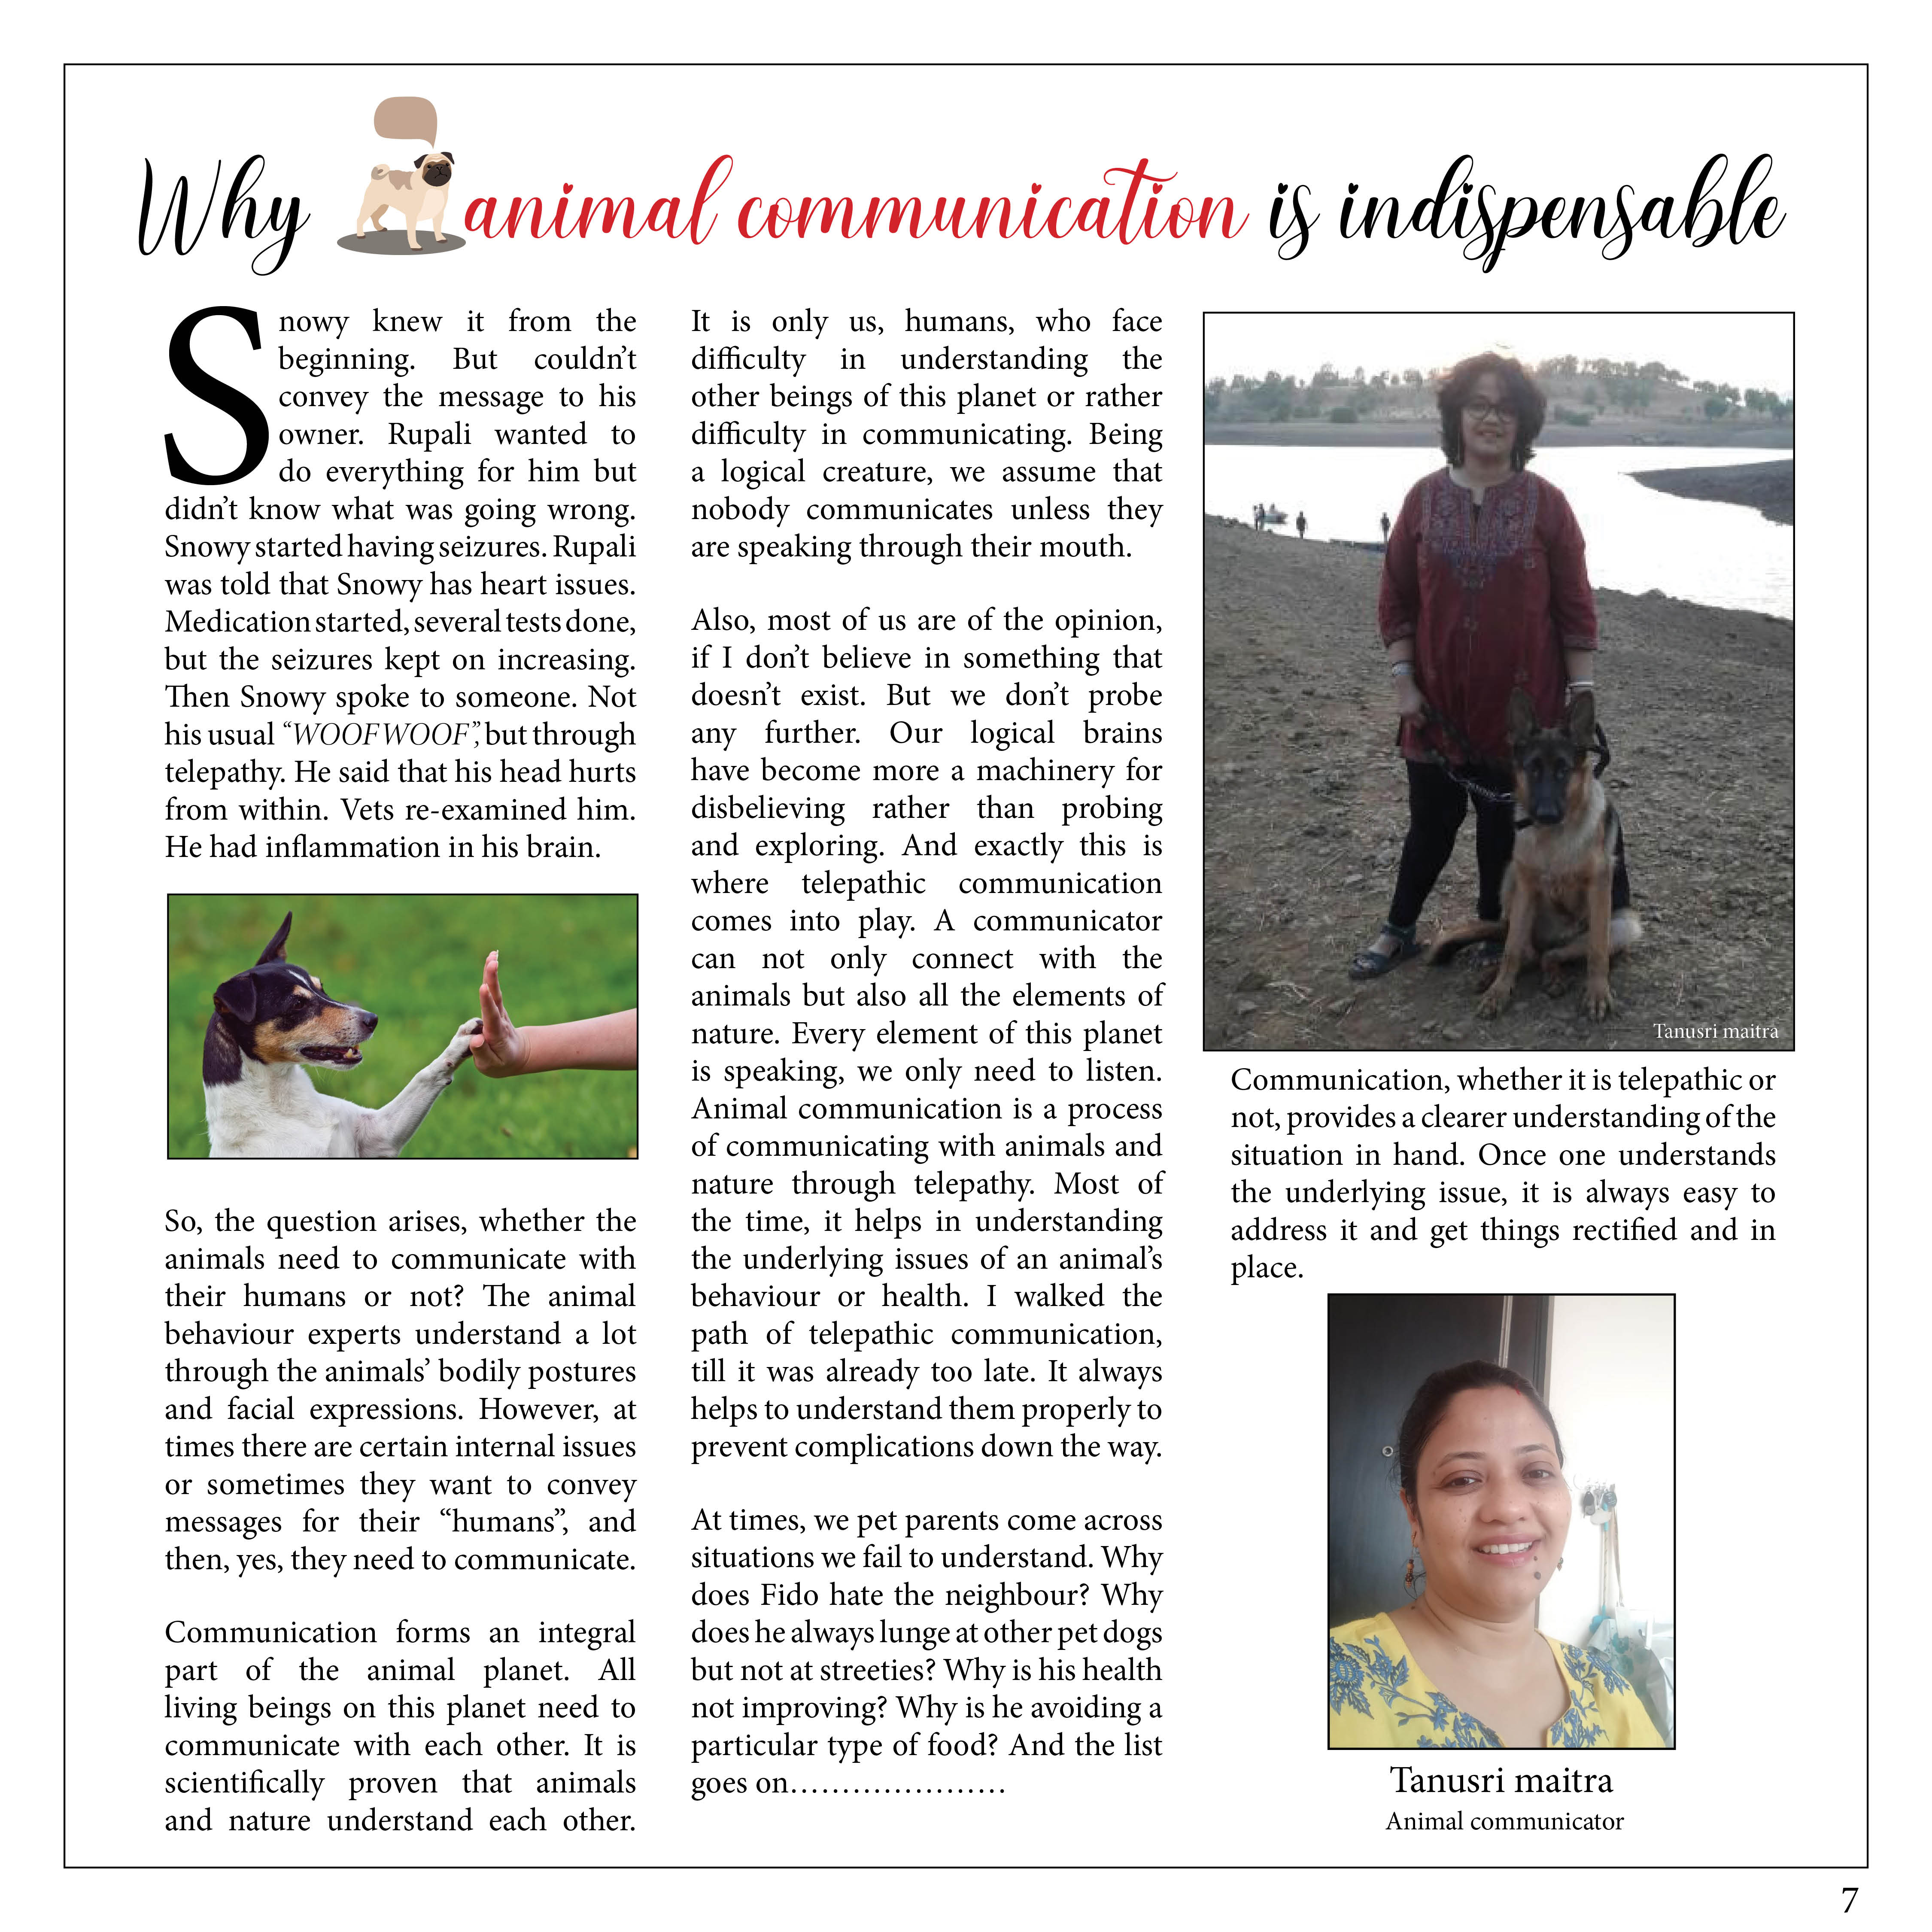 Why animal communication is indispensable
Snowy knew it from the
beginning. But couldn’t
convey the message to his
owner. Rupali wanted to
do everything for him but
didn’t know what was going wrong.
Snowy started having seizures. Rupali
was told that Snowy has heart issues.
Medication started, several tests done,
but the seizures kept on increasing.
Then Snowy spoke to someone. Not
his usual “WOOFWOOF”, but through
telepathy. He said that his head hurts
from within. Vets re-examined him.
He had inflammation in his brain.
So, the question arises, whether the
animals need to communicate with
their humans or not? The animal
behaviour experts understand a lot
through the animals’ bodily postures
and facial expressions. However, at
times there are certain internal issues
or sometimes they want to convey
messages for their “humans”, and
then, yes, they need to communicate.
Communication forms an integral
part of the animal planet. All
living beings on this planet need to
communicate with each other. It is
scientifically proven that animals
and nature understand each other.
It is only us, humans, who face
difficulty in understanding the
other beings of this planet or rather
difficulty in communicating. Being
a logical creature, we assume that
nobody communicates unless they
are speaking through their mouth.
Also, most of us are of the opinion,
if I don’t believe in something that
doesn’t exist. But we don’t probe
any further. Our logical brains
have become more a machinery for
disbelieving rather than probing
and exploring. And exactly this is
where telepathic communication
comes into play. A communicator
can not only connect with the
animals but also all the elements of
nature. Every element of this planet
is speaking, we only need to listen.
Animal communication is a process
of communicating with animals and
nature through telepathy. Most of
the time, it helps in understanding
the underlying issues of an animal’s
behaviour or health. I walked the
path of telepathic communication,
till it was already too late. It always
helps to understand them properly to
prevent complications down the way.
At times, we pet parents come across
situations we fail to understand. Why
does Fido hate the neighbour? Why
does he always lunge at other pet dogs
but not at streeties? Why is his health
not improving? Why is he avoiding a
particular type of food? And the list
goes on.....................
Tanusri maitra
Communication, whether it is telepathic or
not, provides a clearer understanding of the
situation in hand. Once one understands
the underlying issue, it is always easy to
address it and get things rectified and in
place.
Tanusri maitra
Animal communicator
7